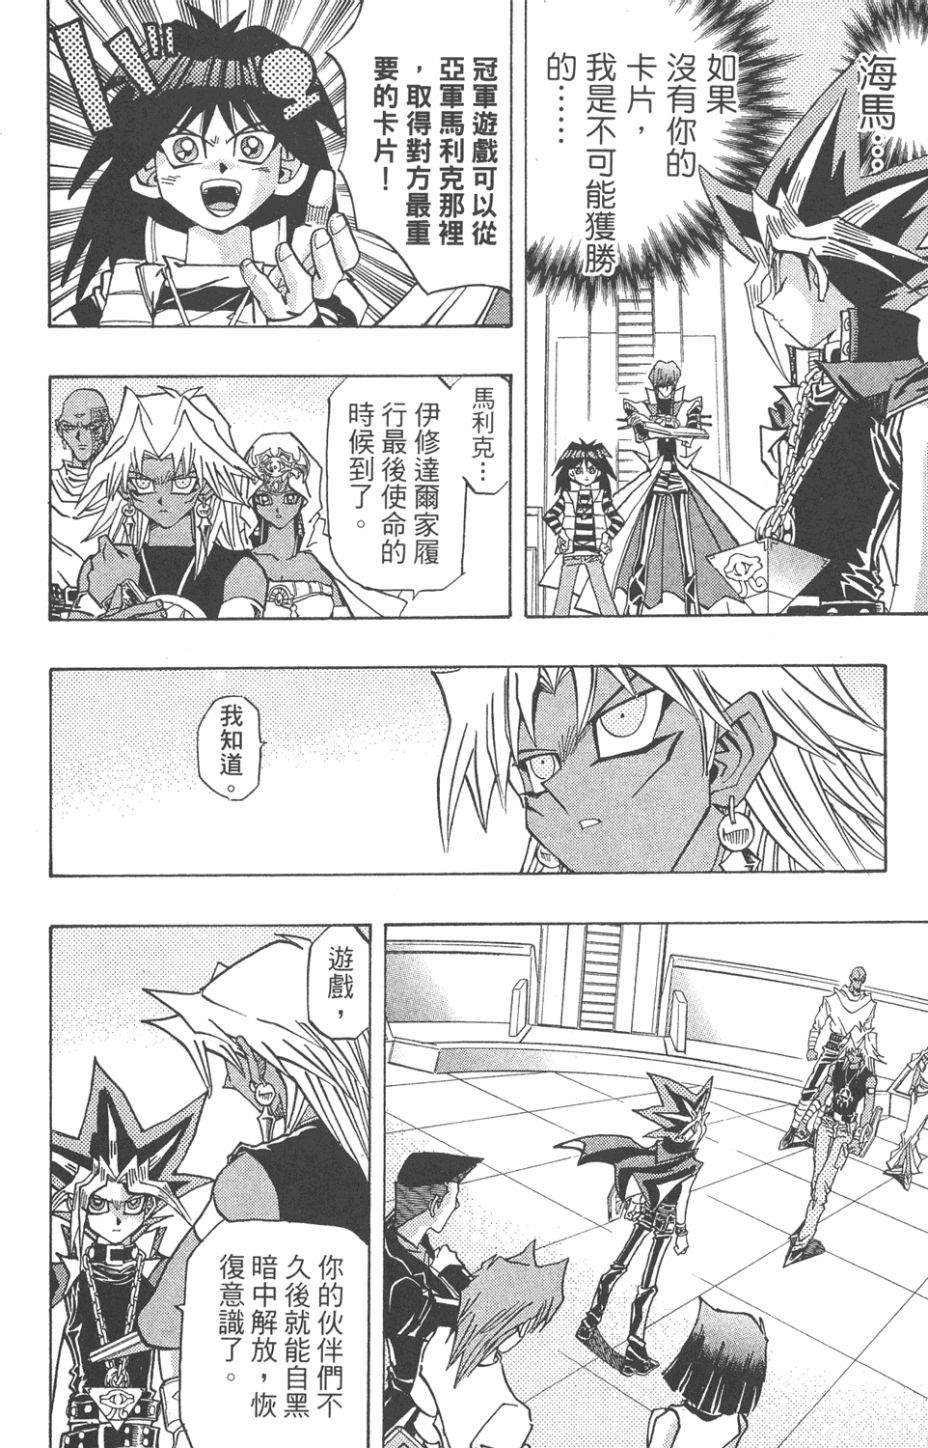 海馬…
如果
沒有你的
卡片，
我是不可能獲勝
的……
冠軍遊戲可以從
亞軍馬利克那裡
，取得對方最重
要的卡片！
馬利克…
伊修達爾家履
行最後使命的
時候到了。
我知道。
遊戲，
你的伙伴們不
久後就能自黑
暗中解放，恢
復意識了。